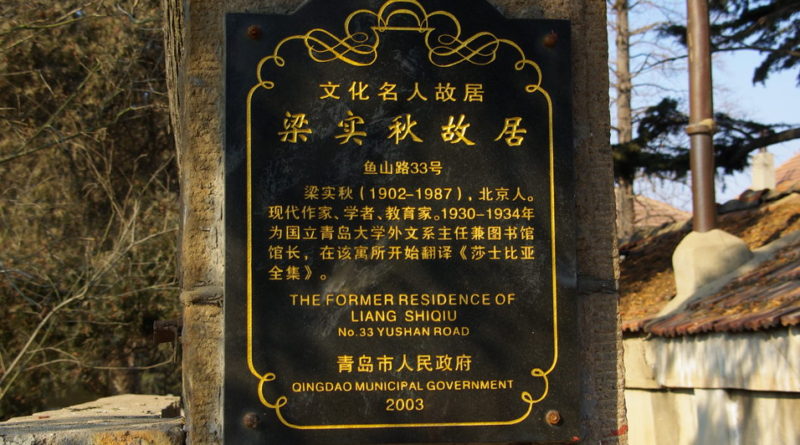 文化名人故居
梁实秋故居
鱼山路33号
梁实秋(1902-1987),北京人。
现代作家、学者、教育家。1930-1934年
为国立青岛大学外文系主任兼图书馆
馆长,在该寓所开始翻译《莎士比亚
全集》。
THE FORMER RESIDENCE OF
LIANG SHIQIU
No.33 YUSHAN ROAD
青岛市人民政府
QINGDAO MUNICIPAL GOVERNMENT
2003